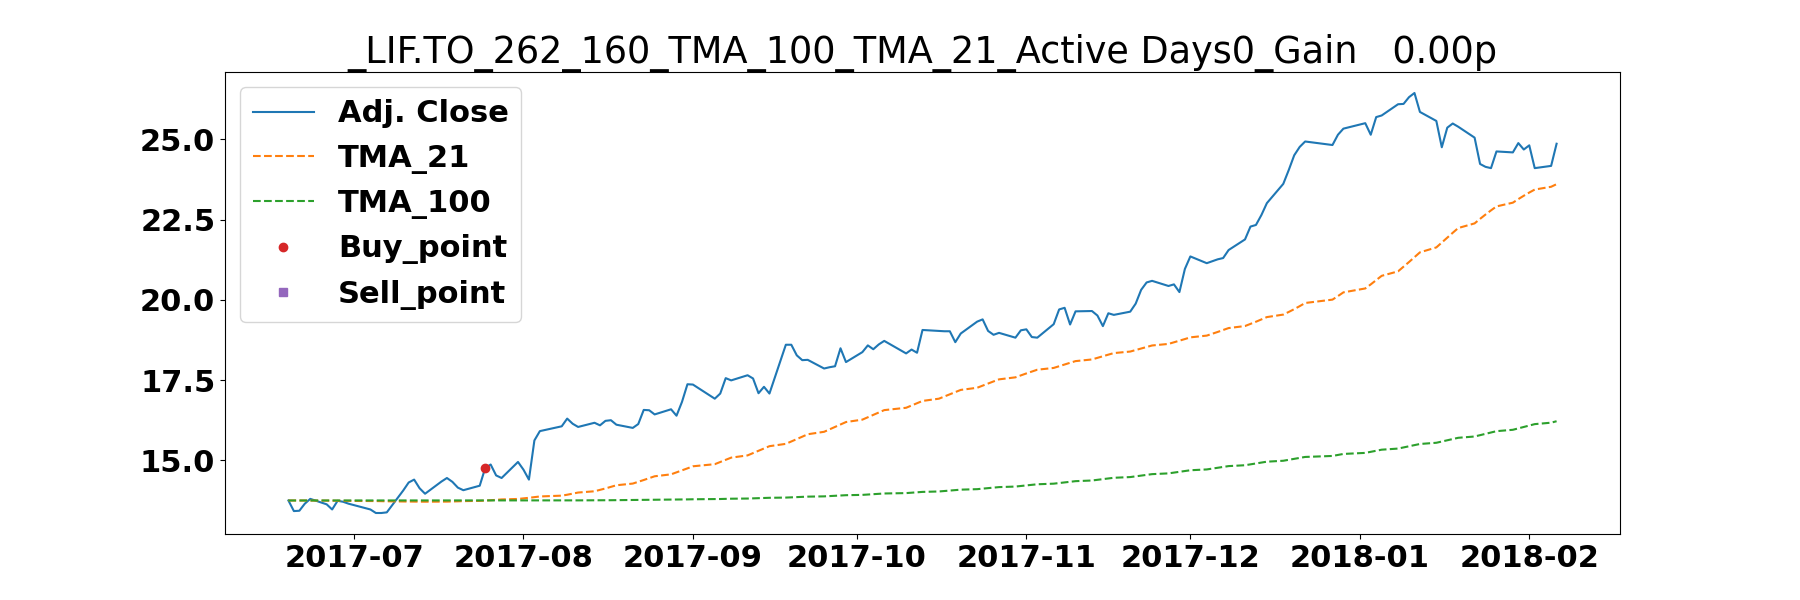 _LIF.TO_262_160_TMA_100_TMA_21_Active Days0_Gain   0.00p
Adj. Close
TMA_21
TMA_100
Buy_point
Sell_point
25.0
22.5
20.0
17.5
15.0
2017-07 2017-08 2017-09 2017-10 2017-11 2017-12 2018-01 2018-02